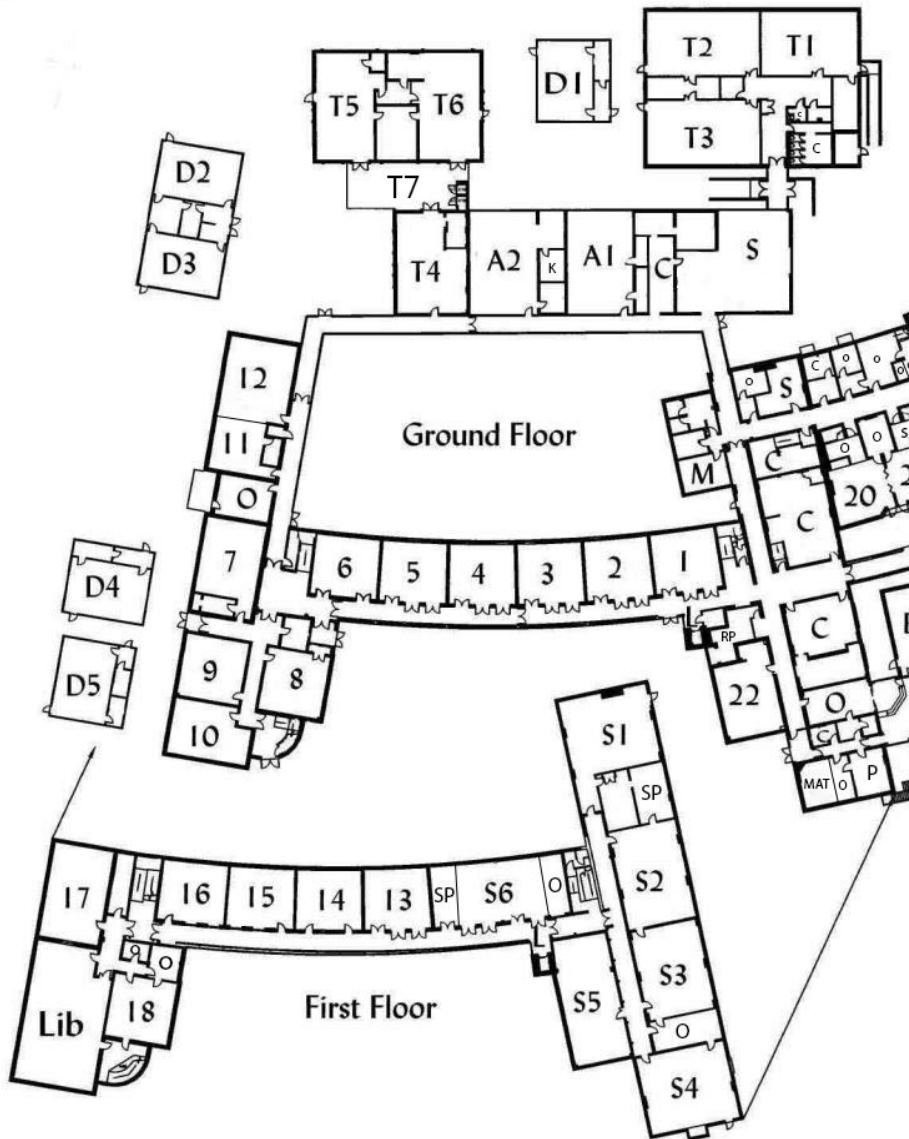 T2 T1
D1
T5 T6
T3 C
D2
T7
D3
T4 A2 K A1 C S
12
C O O
O S
Ground Floor
11
C O O S
M
O
20 2
C
7
6 5 4 3 2 1
D4
C
RP
9 8
D5
22 O
10
S1
C
MAT O P
SP
17 16 15 14 13 SP S6 O S2
O O
S3
Lib 18 First Floor S5
O
S4